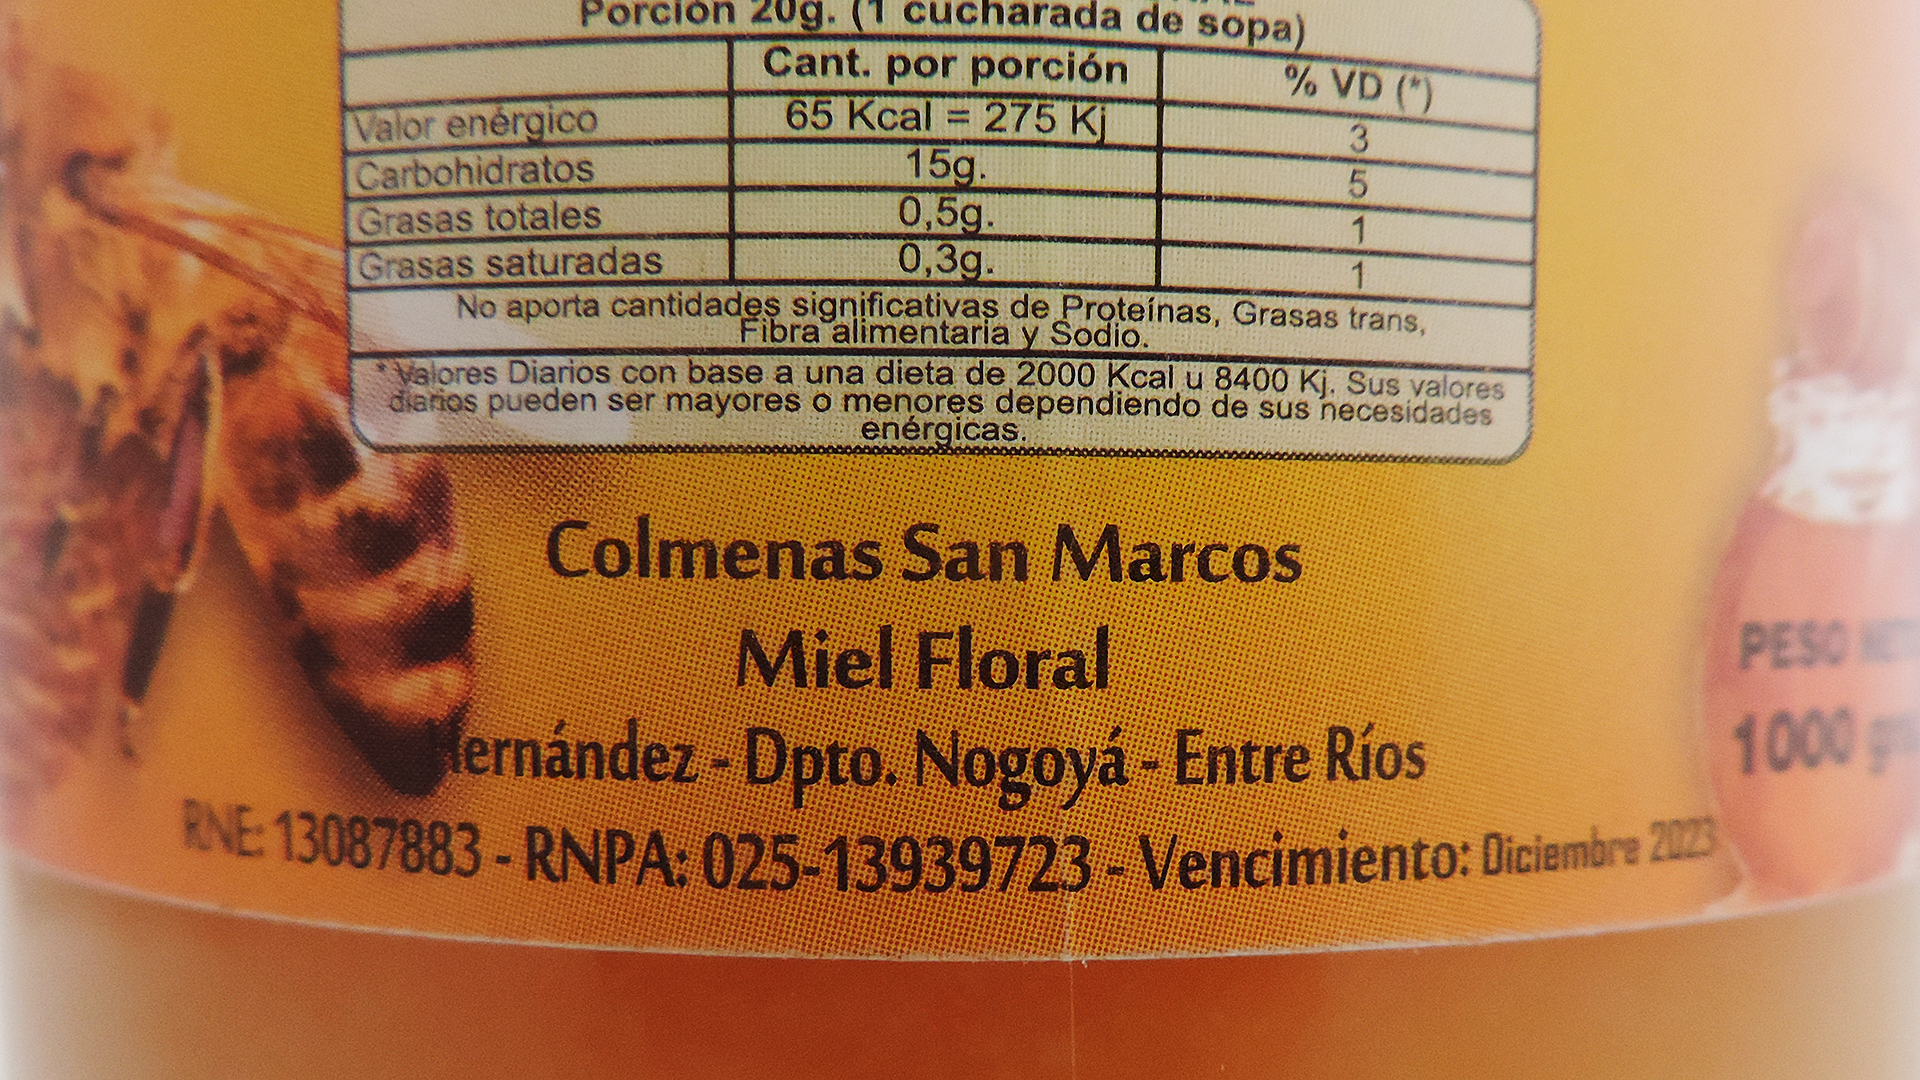 Porción 20g. (1 cucharada de sopa)
Cant. por porción % VD (*)
Valor enérgico 65 Kcal = 275 Kj 3
Carbohidratos 15g. 5
Grasas totales 0,5g. 1
Grasas saturadas 0,3g. 1
No aporta cantidades significativas de Proteínas, Grasas trans,
Fibra alimentaria y Sodio.
* Valores Diarios con base a una dieta de 2000 Kcal u 8400 Kj. Sus valores
diarios pueden ser mayores o menores dependiendo de sus necesidades
enérgicas.
Colmenas San Marcos
Miel Floral
Hernández - Dpto. Nogoyá - Entre Ríos
RNE: 13087883 - RNPA: 025-13939723 - Vencimiento: Diciembre 2023
PESO
1000